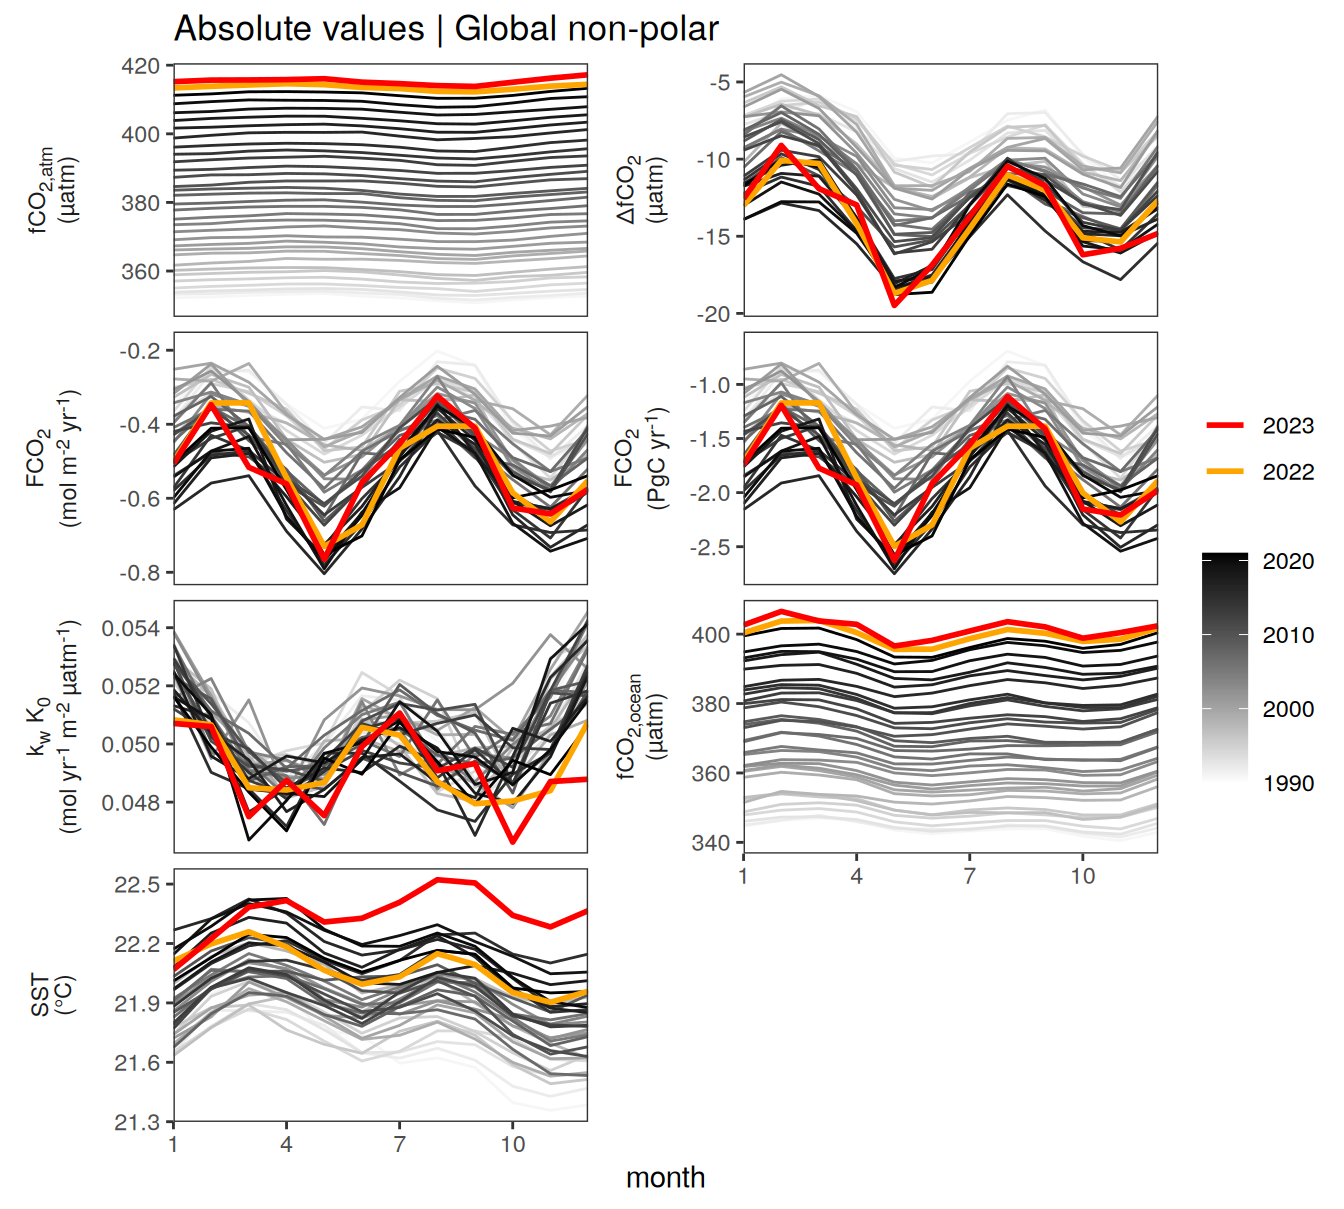 Absolute values | Global non-polar
fCO2,atm
(µatm)
420
400
380
360
ΔfCO2
(µatm)
-5
-10
-15
-20
FCO2
(mol m-2 yr-1)
-0.2
-0.4
-0.6
-0.8
FCO2
(PgC yr-1)
-1.0
-1.5
-2.0
-2.5
kw K0
(mol yr-1 m-2 µatm-1)
0.054
0.052
0.050
0.048
fCO2,ocean
(µatm)
400
380
360
340
1 4 7 10
SST
(°C)
22.5
22.2
21.9
21.6
21.3
1 4 7 10
month
2023
2022
2020
2010
2000
1990